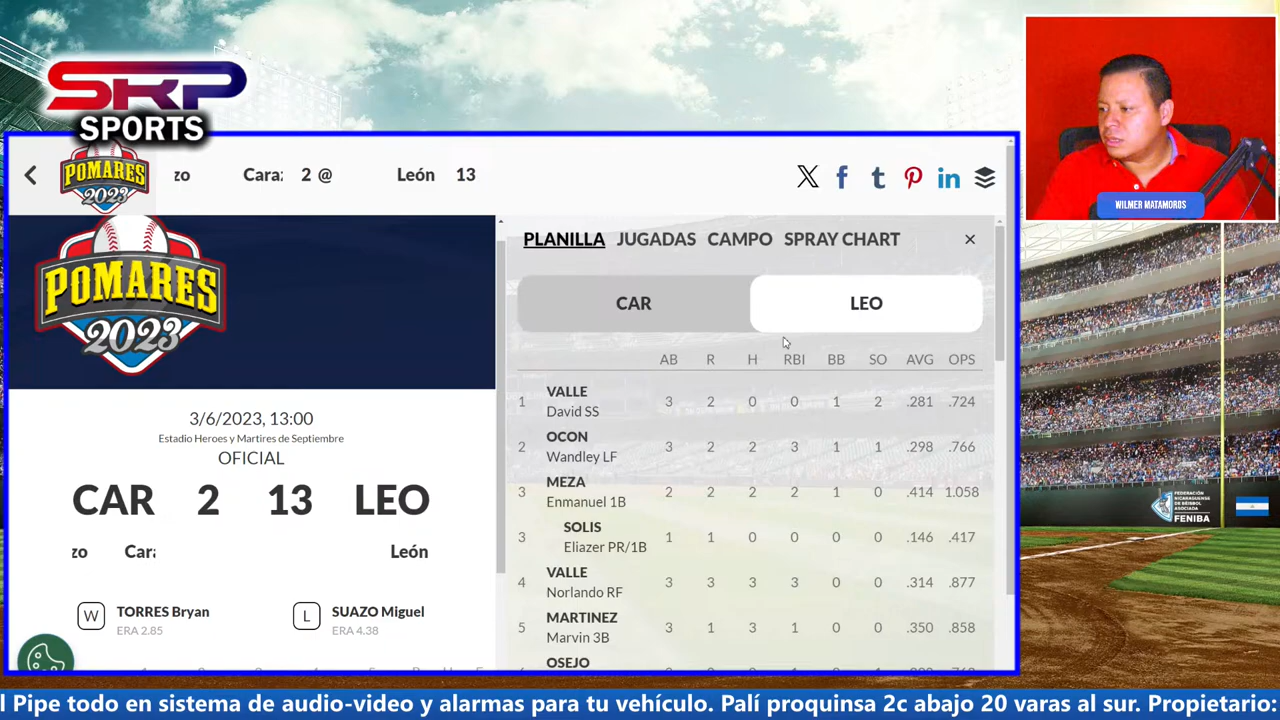 SRP
SPORTS
POMARES
2023
zo Cara: 2 @ León 13
WILMER MATAMOROS
PLANILLA JUGADAS CAMPO SPRAY CHART
CAR LEO
AB R H RBI BB SO AVG OPS
1 VALLE
David SS 3 2 0 0 1 2 .281 .724
2 OCON
Wandley LF 3 2 2 3 1 1 .298 .766
3 MEZA
Enmanuel 1B 2 2 2 2 1 0 .414 1.058
3 SOLIS
Eliazer PR/1B 1 1 0 0 0 0 .146 .417
4 VALLE
Norlando RF 3 3 3 3 0 0 .314 .877
5 MARTINEZ
Marvin 3B 3 1 3 1 0 0 .350 .858
OSEJO
POMARES
2023
3/6/2023, 13:00
Estadio Heroes y Martires de Septiembre
OFICIAL
CAR 2 13 LEO
zo Cara León
W TORRES Bryan
ERA 2.85
L SUAZO Miguel
ERA 4.38
FEDERACIÓN
NICARAGÜENSE
DE BÉISBOL
ASOCIADA
FENIBA
l Pipe todo en sistema de audio-video y alarmas para tu vehículo. Palí proquinsa 2c abajo 20 varas al sur. Propietario: